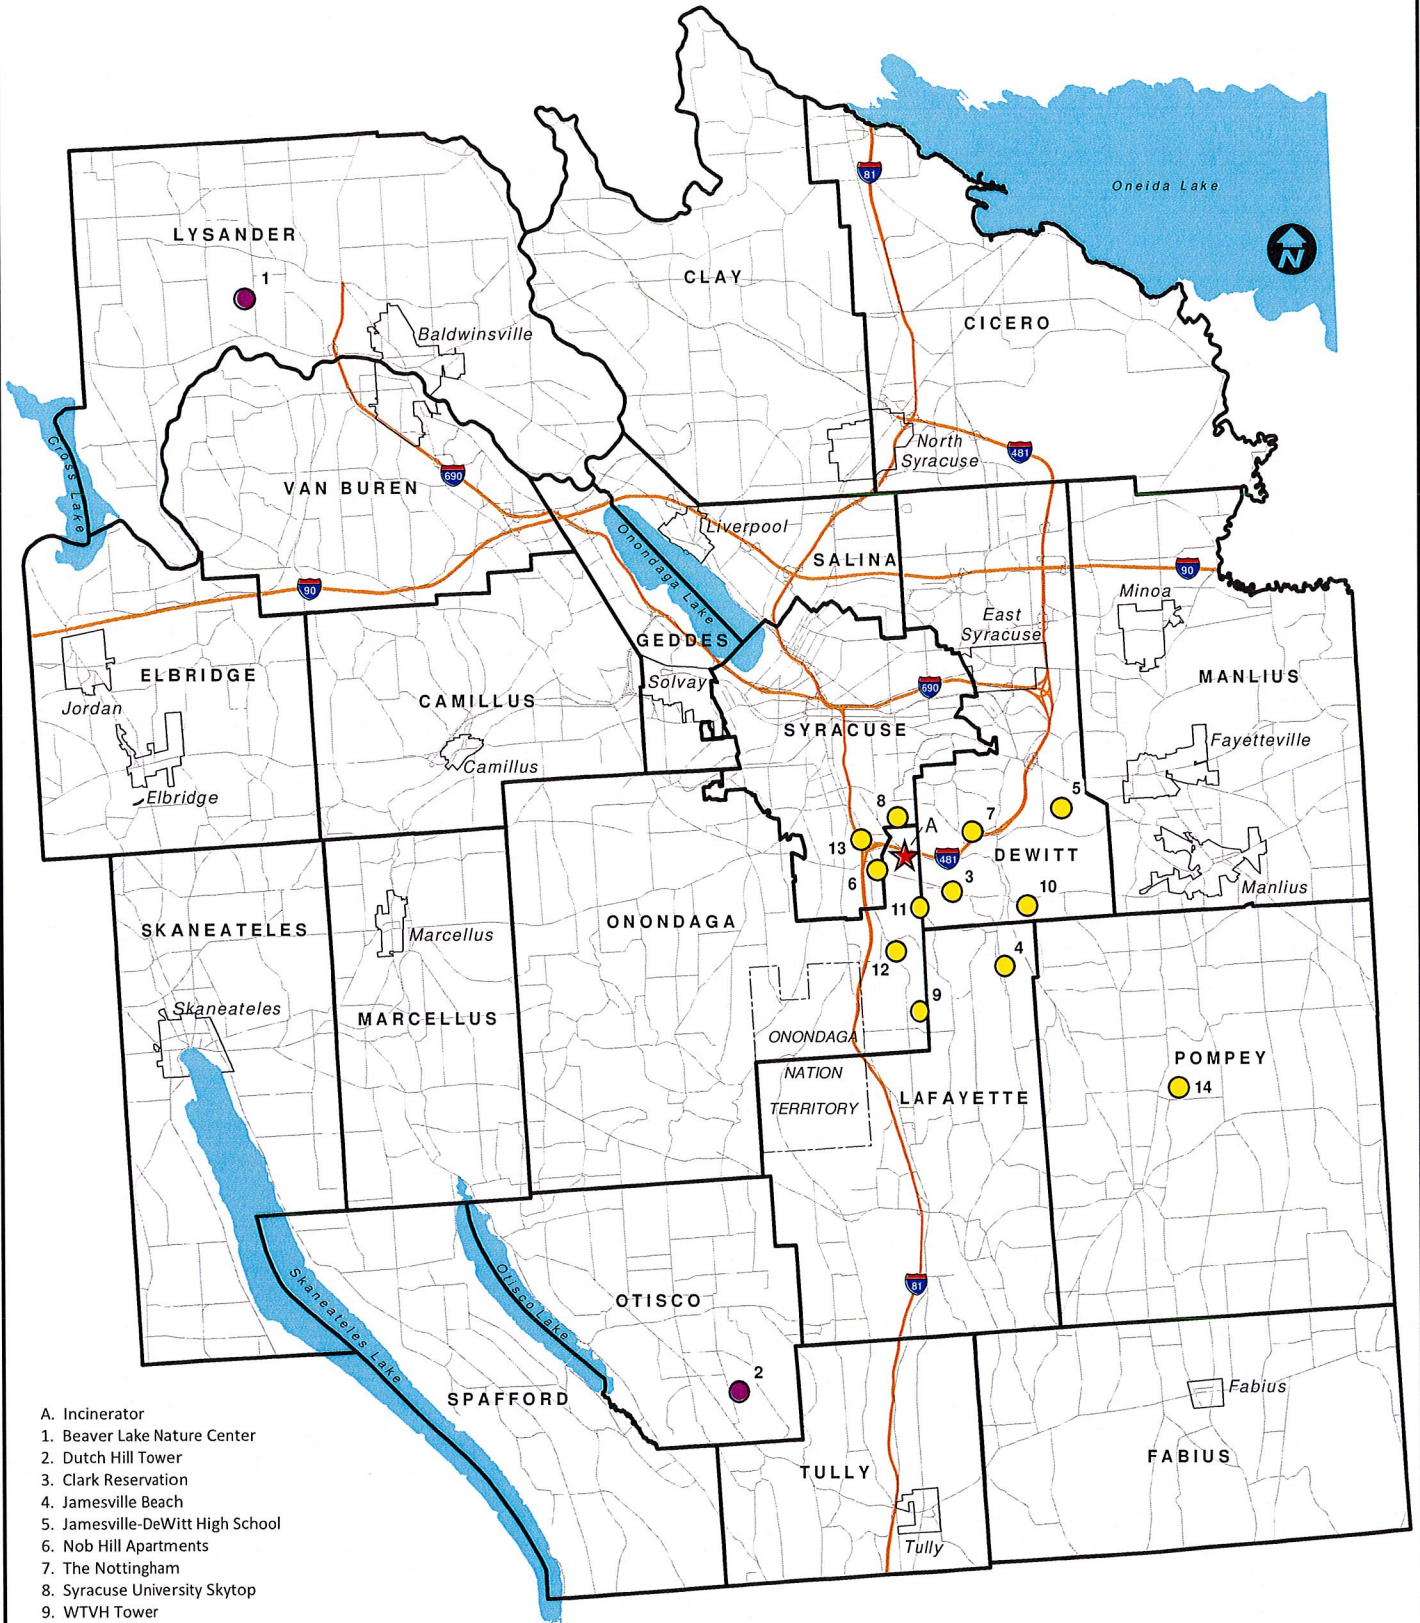 Oneida Lake
81
N
LYSANDER
1
CLAY
CICERO
Baldwinsville
Cross Lake
North
Syracuse
481
690
VAN BUREN
Liverpool
Onondaga Lake
SALINA
90
90
Minoa
East
Syracuse
GEDDES
ELBRIDGE
MANLIUS
Solvay
690
CAMILLUS
Jordan
SYRACUSE
Fayetteville
Camillus
Elbridge
5
8
A
7
13
481
DEWITT
6
3
10
Manlius
11
SKANEATELES
ONONDAGA
Marcellus
4
12
9
Skaneateles
MARCELLUS
ONONDAGA
NATION
TERRITORY
POMPEY
14
LAFAYETTE
Skaneateles Lake
Otisco Lake
81
OTISCO
2
SPAFFORD
Fabius
FABIUS
TULLY
Tully
A. Incinerator
1. Beaver Lake Nature Center
2. Dutch Hill Tower
3. Clark Reservation
4. Jamesville Beach
5. Jamesville-DeWitt High School
6. Nob Hill Apartments
7. The Nottingham
8. Syracuse University Skytop
9. WTVH Tower